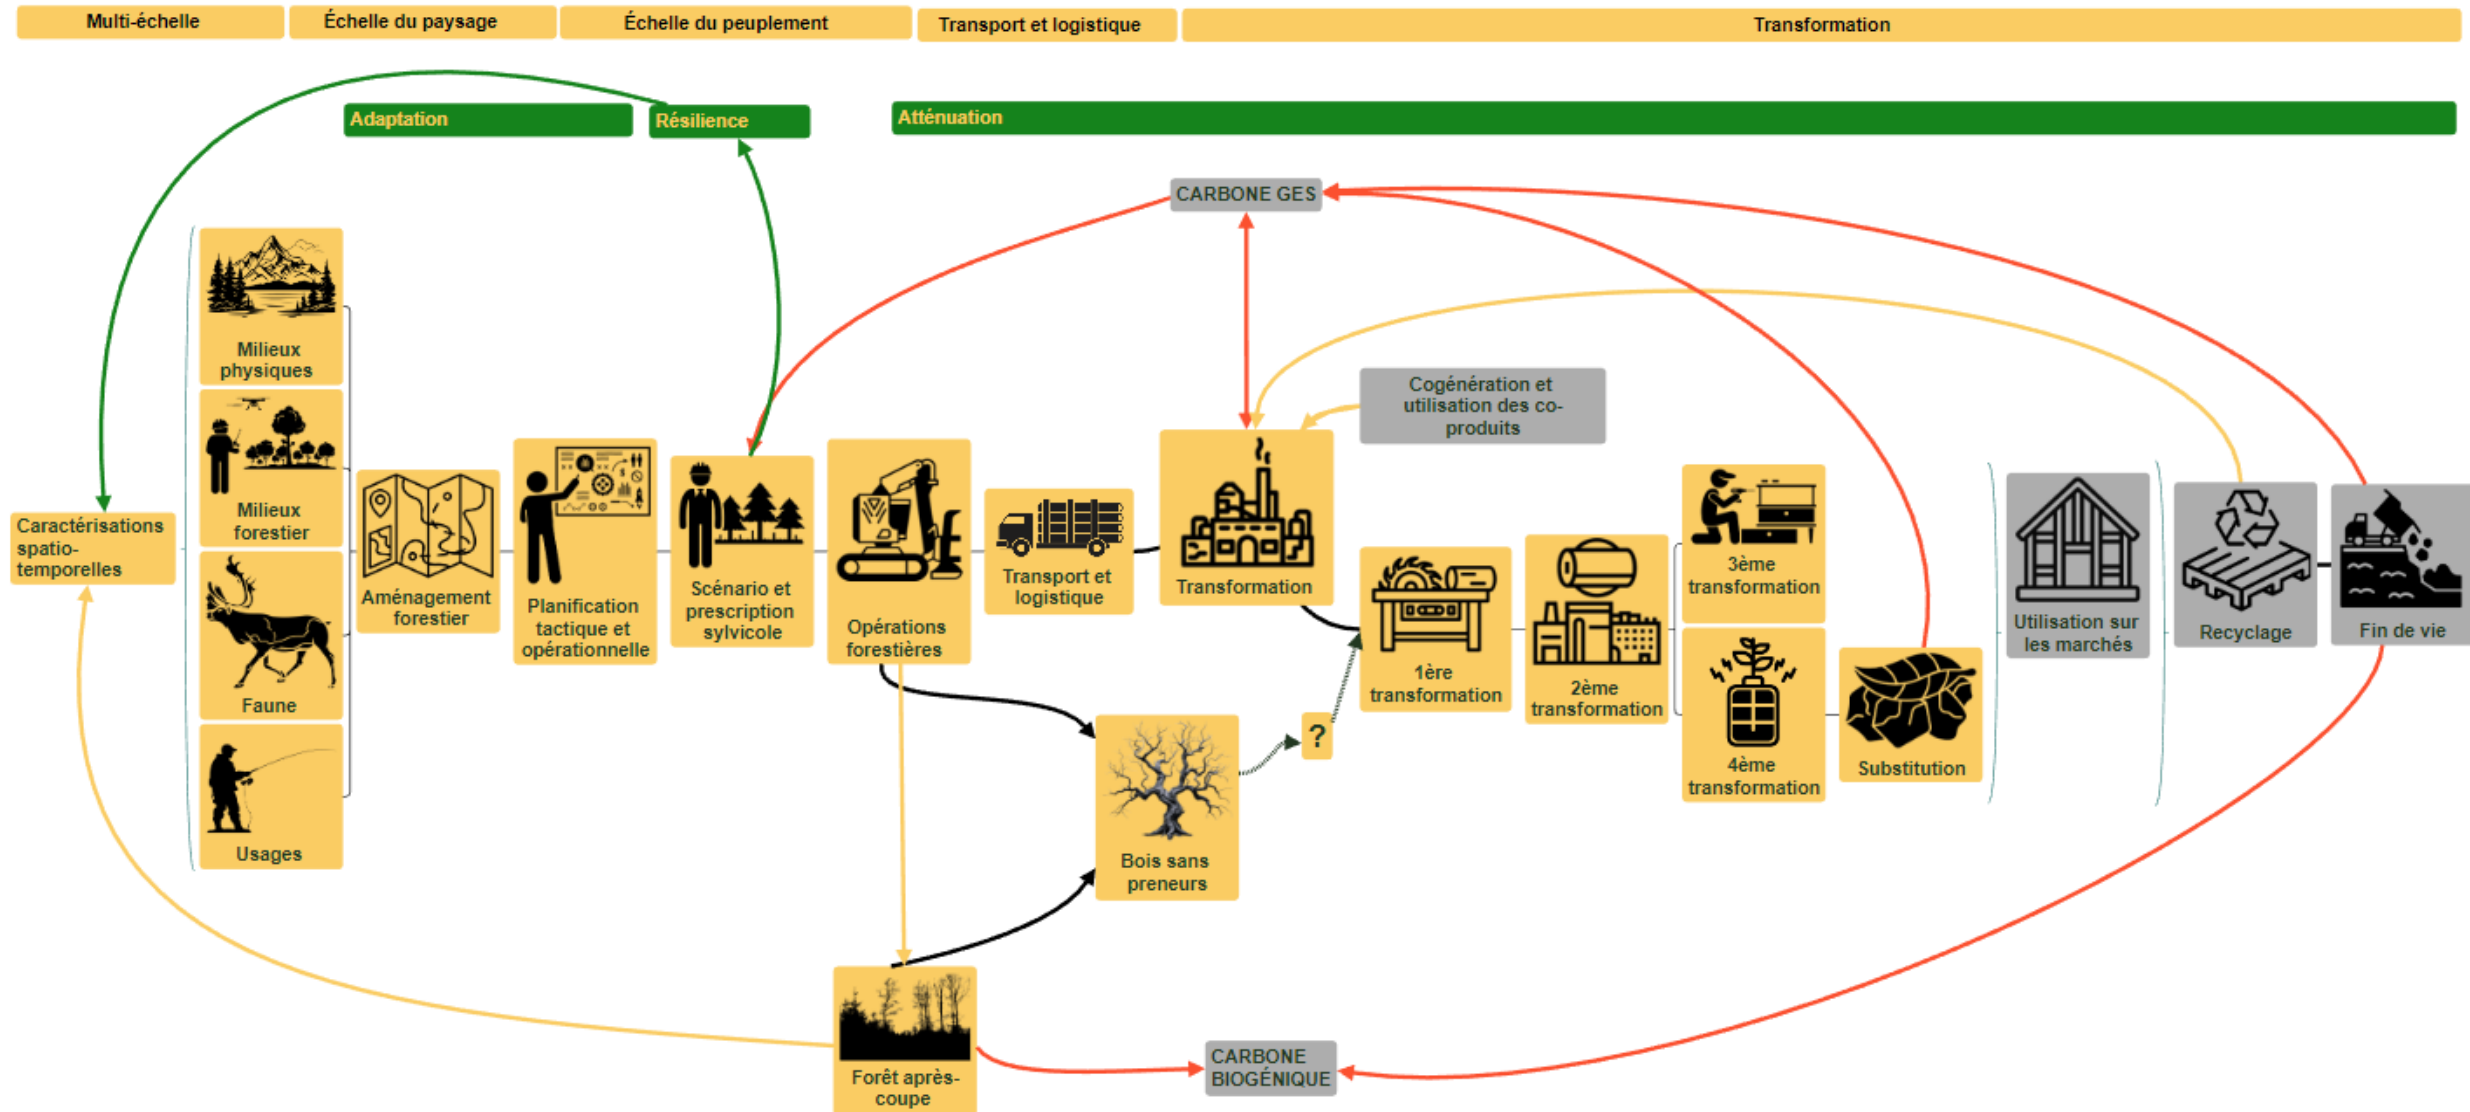 Multi-échelle
Échelle du paysage
Échelle du peuplement
Transport et logistique
Transformation
Adaptation
Résilience
Atténuation
CARBONE GES
Milieux
physiques
Milieux
forestier
Faune
Usages
Caractérisations
spatio-
temporelles
Aménagement
forestier
Planification
tactique et
opérationnelle
Scénario et
prescription
sylvicole
Opérations
forestières
Transport et
logistique
Transformation
Cogénération et
utilisation des co-
produits
1ère
transformation
2ème
transformation
3ème
transformation
4ème
transformation
Substitution
Utilisation sur
les marchés
Recyclage
Fin de vie
?
Bois sans
preneurs
Forêt après-
coupe
CARBONE
BIOGÉNIQUE